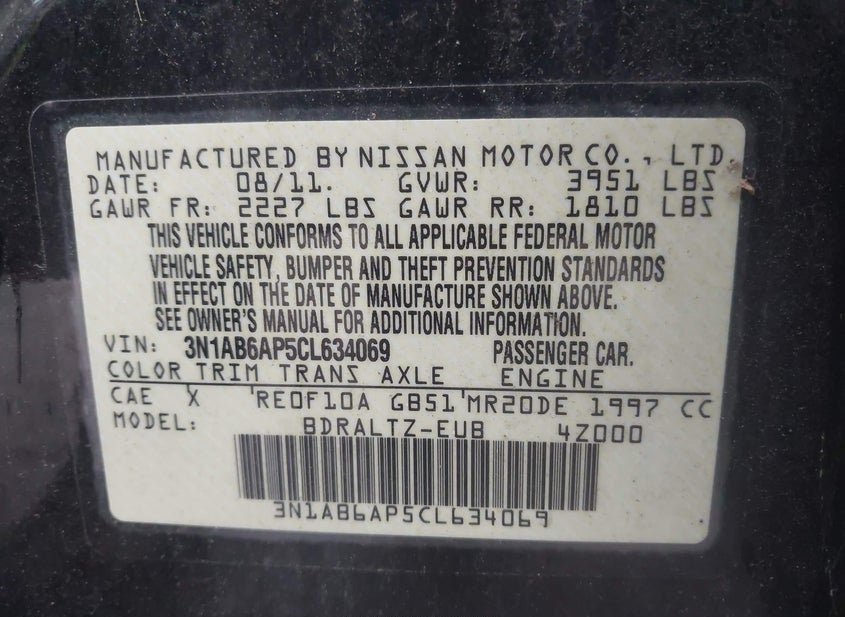 MANUFACTURED BY NISSAN MOTOR CO., LTD.
DATE: 08/11. GVWR: 3951 LBS
GAWR FR: 2227 LBS GAWR RR: 1810 LBS
THIS VEHICLE CONFORMS TO ALL APPLICABLE FEDERAL MOTOR
VEHICLE SAFETY, BUMPER AND THEFT PREVENTION STANDARDS
IN EFFECT ON THE DATE OF MANUFACTURE SHOWN ABOVE.
SEE OWNER'S MANUAL FOR ADDITIONAL INFORMATION.
VIN: 3N1AB6AP5CL634069 PASSENGER CAR.
COLOR TRIM TRANS AXLE ENGINE
CAE X RE0F10A GB51 MR20DE 1997 CC
MODEL: BDRALTZ-EUB 4Z000
3N1AB6AP5CL634069